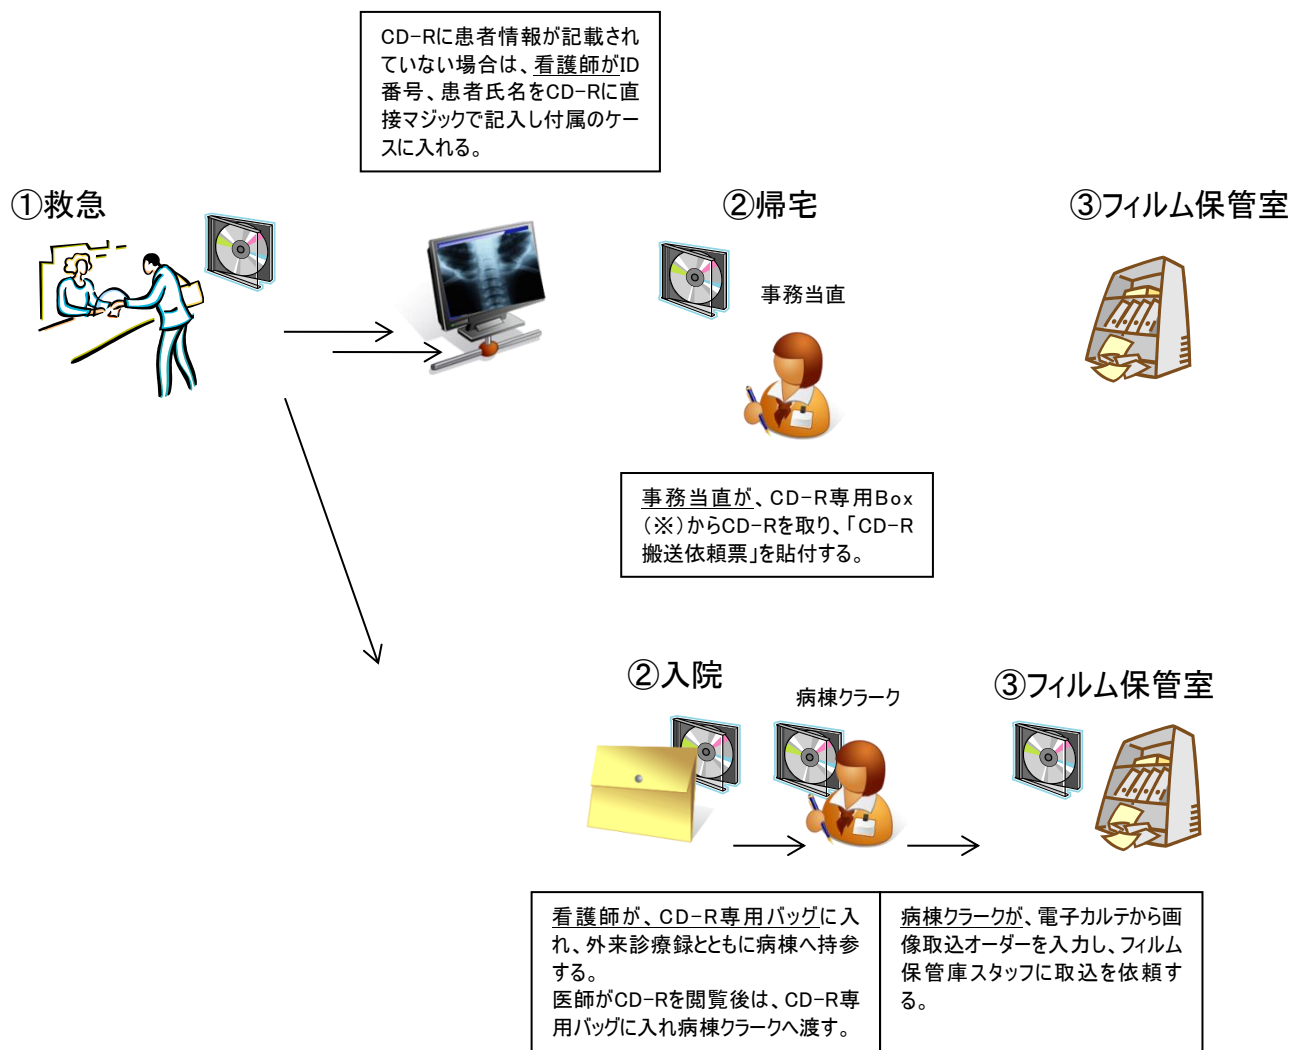 CD-Rに患者情報が記載され
ていない場合は、看護師がID
番号、患者氏名をCD-Rに直
接マジックで記入し付属のケー
スに入れる。
①救急
②帰宅
③フィルム保管室
事務当直
事務当直が、CD-R専用Box
(※)からCD-Rを取り、「CD-R
搬送依頼票」を貼付する。
②入院
病棟クラーク
③フィルム保管室
看護師が、CD-R専用バッグに入
れ、外来診療録とともに病棟へ持参
する。
医師がCD-Rを閲覧後は、CD-R専
用バッグに入れ病棟クラークへ渡す。
病棟クラークが、電子カルテから画
像取込オーダーを入力し、フィルム
保管庫スタッフに取込を依頼す
る。